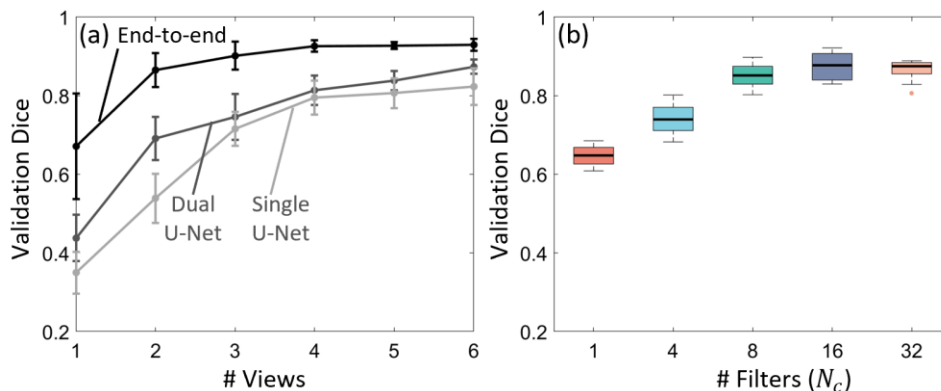 (a)
End-to-end
Dual
U-Net
Single
U-Net
Validation Dice
1
0.8
0.6
0.4
0.2
1 2 3 4 5 6
# Views
(b)
Validation Dice
1
0.8
0.6
0.4
0.2
1 4 8 16 32
# Filters (N_c)